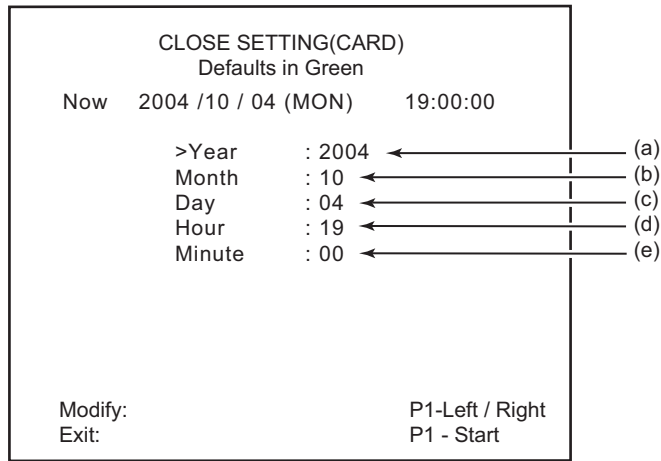 CLOSE SETTING(CARD)
Defaults in Green
Now 2004 /10 / 04 (MON) 19:00:00
>Year : 2004 (a)
Month : 10 (b)
Day : 04 (c)
Hour : 19 (d)
Minute : 00 (e)
Modify: P1-Left / Right
Exit: P1 - Start